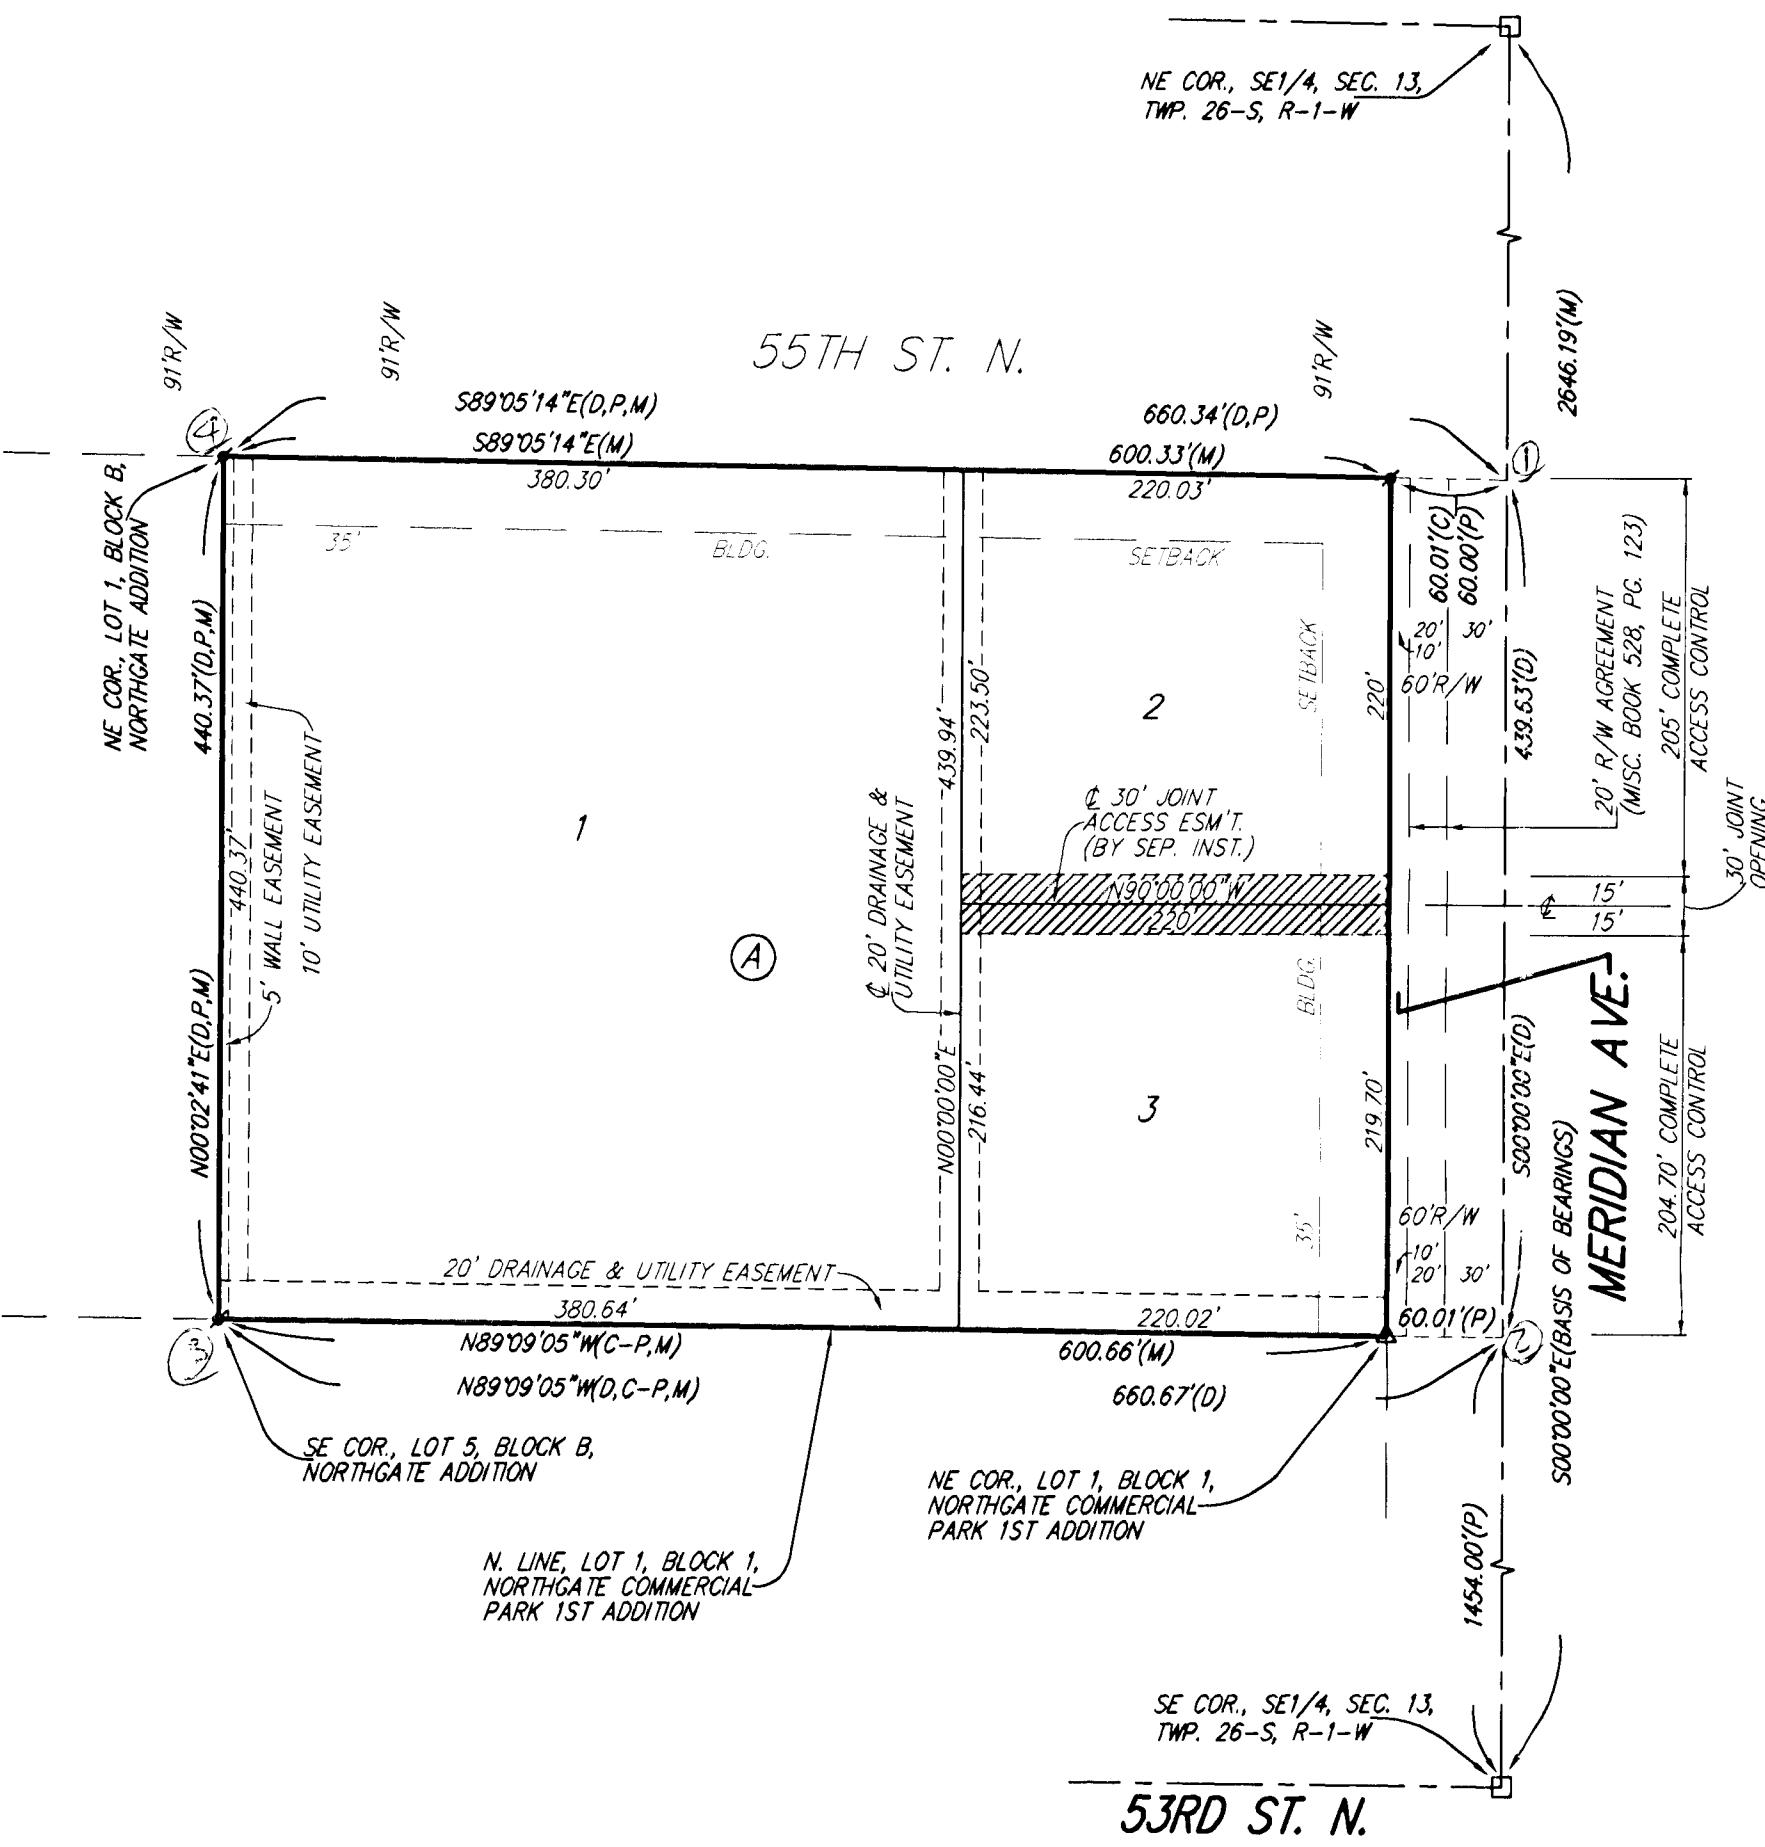 NE COR., SE1/4, SEC. 13,
TWP. 26-S, R-1-W
2646.19'(M)
91'R/W
91'R/W
55TH ST. N.
91'R/W
S89°05'14"E(D,P,M)
660.34'(D,P)
4
S89°05'14"E(M)
600.33'(M)
1
380.30'
220.03'
NE COR., LOT 1, BLOCK B,
NORTHGATE ADDITION
35'
BLDG.
SETBACK
60.01'(C)
60.00'(P)
440.37'(D,P,M)
20'
30'
10'
60'R/W
SETBACK
220'
439.53'(D)
20' R/W AGREEMENT
(MISC. BOOK 528, PG. 123)
205' COMPLETE
ACCESS CONTROL
223.50'
439.94'
2
1
440.37'
5' WALL EASEMENT
10' UTILITY EASEMENT
℄ 20' DRAINAGE &
UTILITY EASEMENT
℄ 30' JOINT
ACCESS ESM'T.
(BY SEP. INST.)
30' JOINT
OPENING
N90°00'00"W
220'
15'
℄
15'
A
BLDG.
N00°02'41"E(D,P,M)
N00°00'00"E
216.44'
3
219.70'
S00°00'00"E(D)
MERIDIAN AVE.
204.70' COMPLETE
ACCESS CONTROL
S00°00'00"E(BASIS OF BEARINGS)
35'
60'R/W
10'
20'
30'
20' DRAINAGE & UTILITY EASEMENT
380.64'
220.02'
60.01'(P)
3
N89°09'05"W(C-P,M)
600.66'(M)
2
N89°09'05"W(D,C-P,M)
660.67'(D)
SE COR., LOT 5, BLOCK B,
NORTHGATE ADDITION
NE COR., LOT 1, BLOCK 1,
NORTHGATE COMMERCIAL
PARK 1ST ADDITION
N. LINE, LOT 1, BLOCK 1,
NORTHGATE COMMERCIAL
PARK 1ST ADDITION
1454.00'(P)
SE COR., SE1/4, SEC. 13,
TWP. 26-S, R-1-W
53RD ST. N.